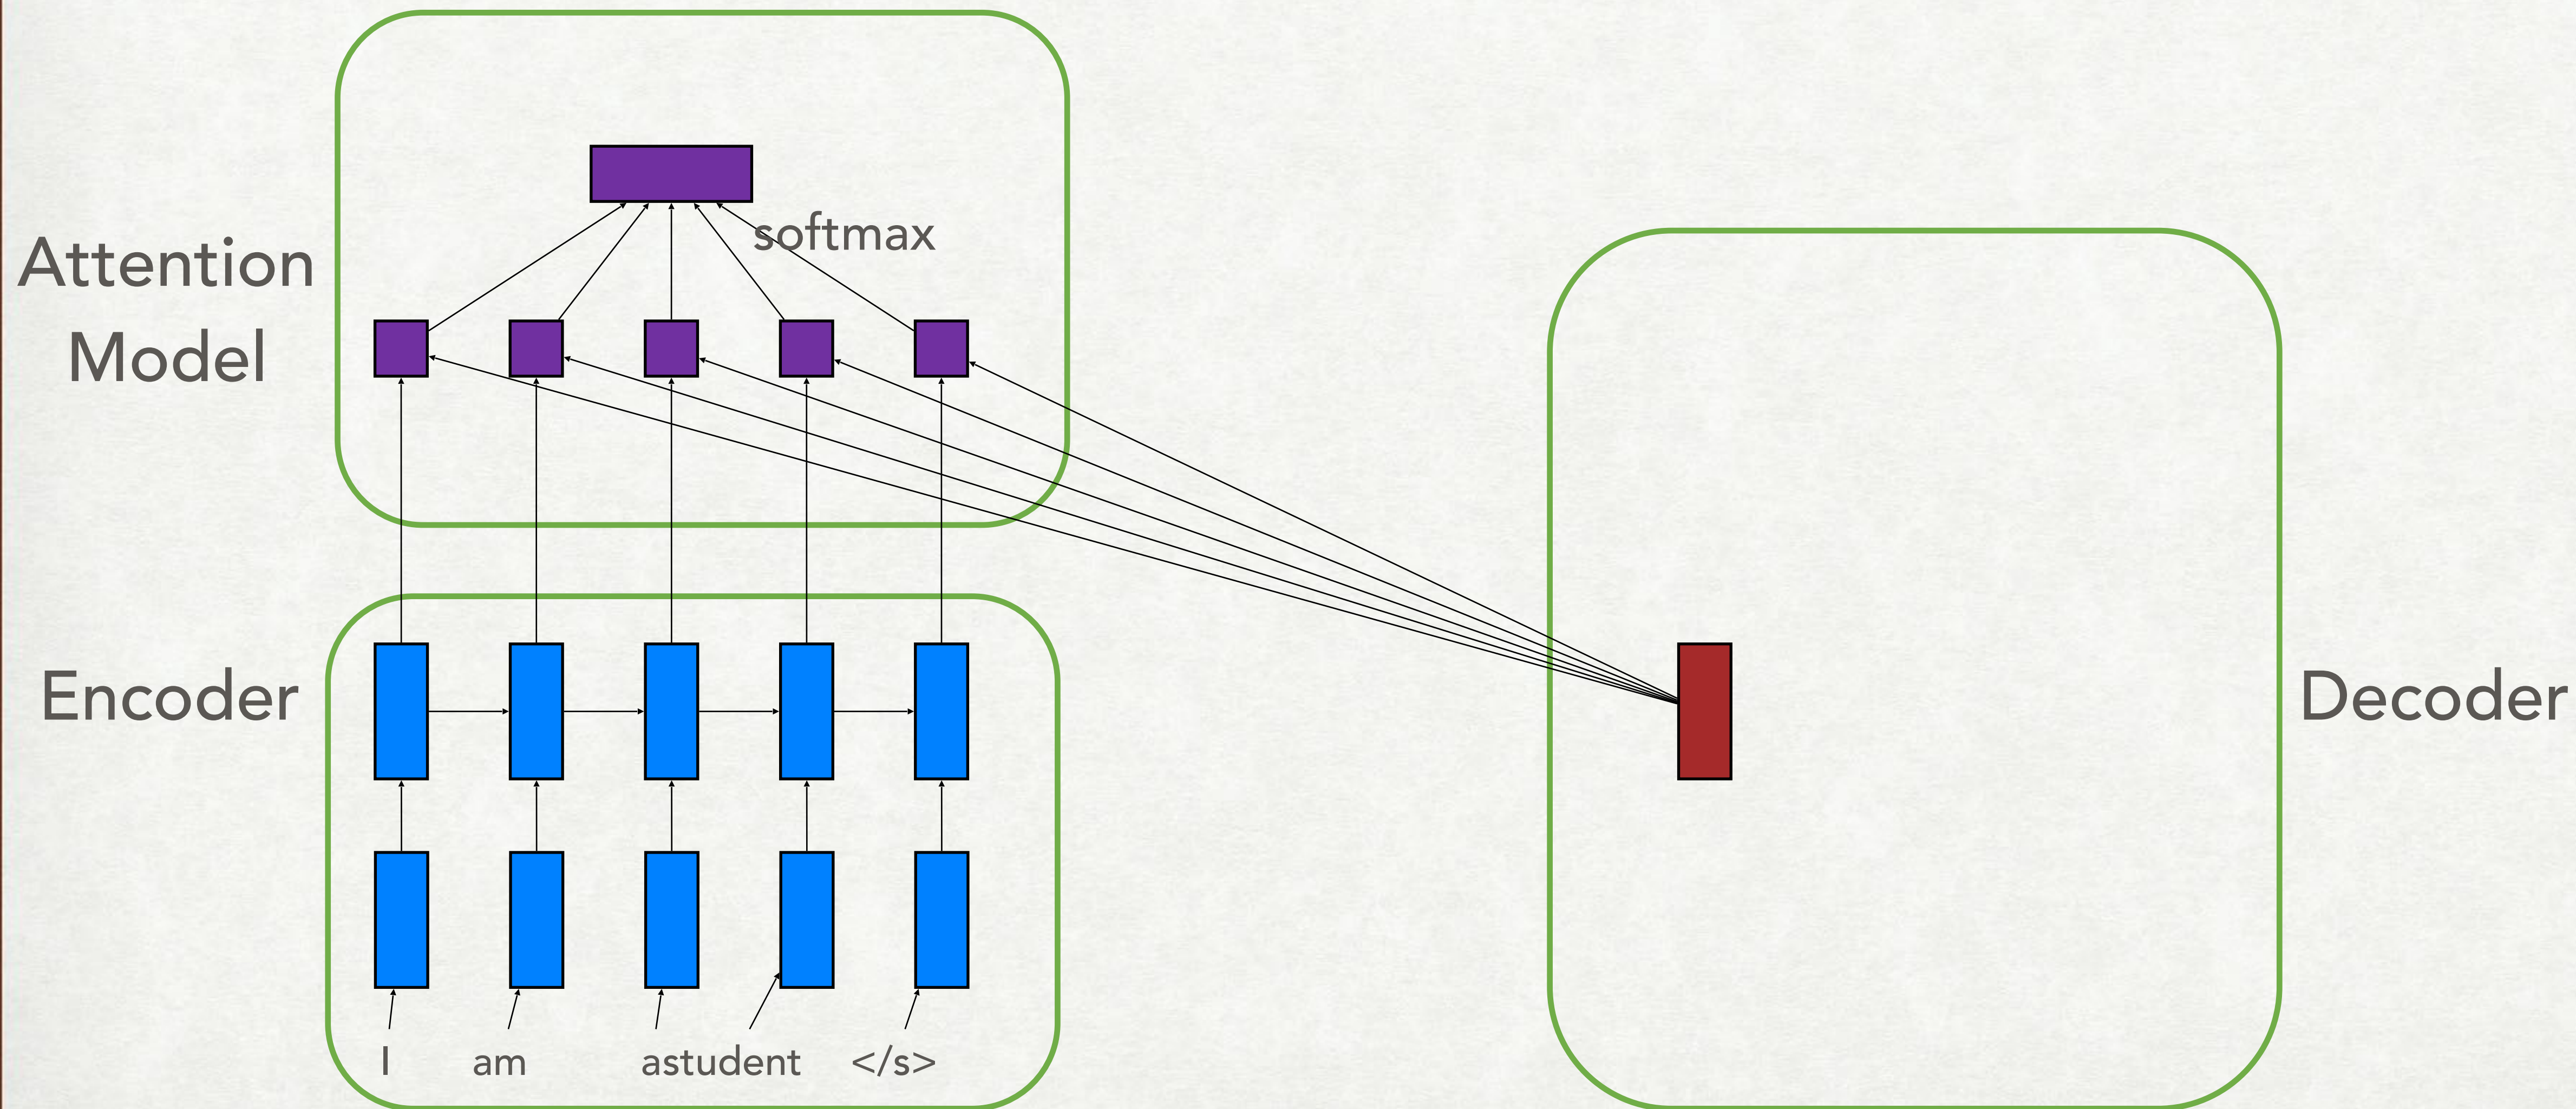 softmax
Attention
Model
Encoder
Decoder
I am astudent </s>